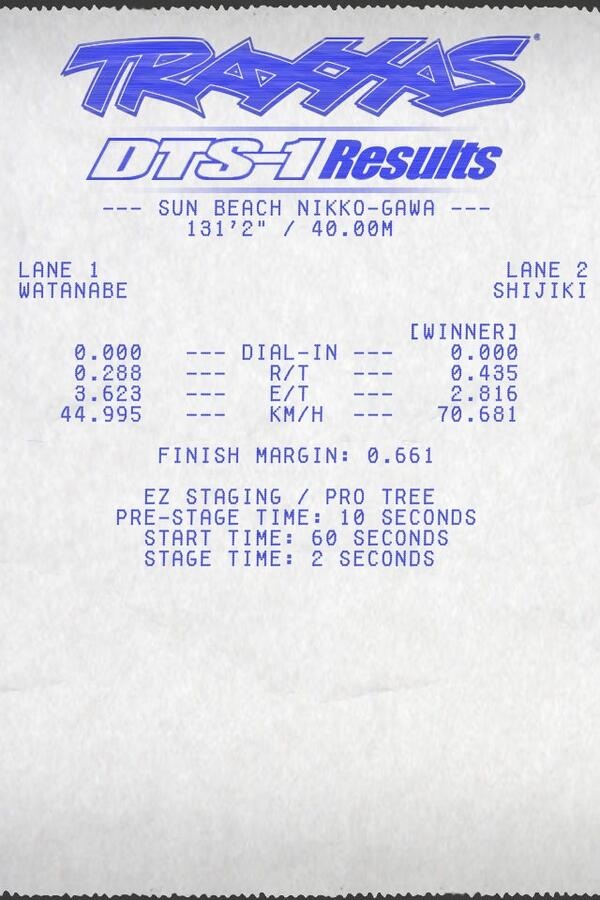 TRAXXAS
DTS-1 Results
--- SUN BEACH NIKKO-GAWA ---
131'2" / 40.00M
LANE 1 LANE 2
WATANABE SHIJIKI
[WINNER]
0.000 --- DIAL-IN --- 0.000
0.288 --- R/T --- 0.435
3.623 --- E/T --- 2.816
44.995 --- KM/H --- 70.681
FINISH MARGIN: 0.661
EZ STAGING / PRO TREE
PRE-STAGE TIME: 10 SECONDS
START TIME: 60 SECONDS
STAGE TIME: 2 SECONDS